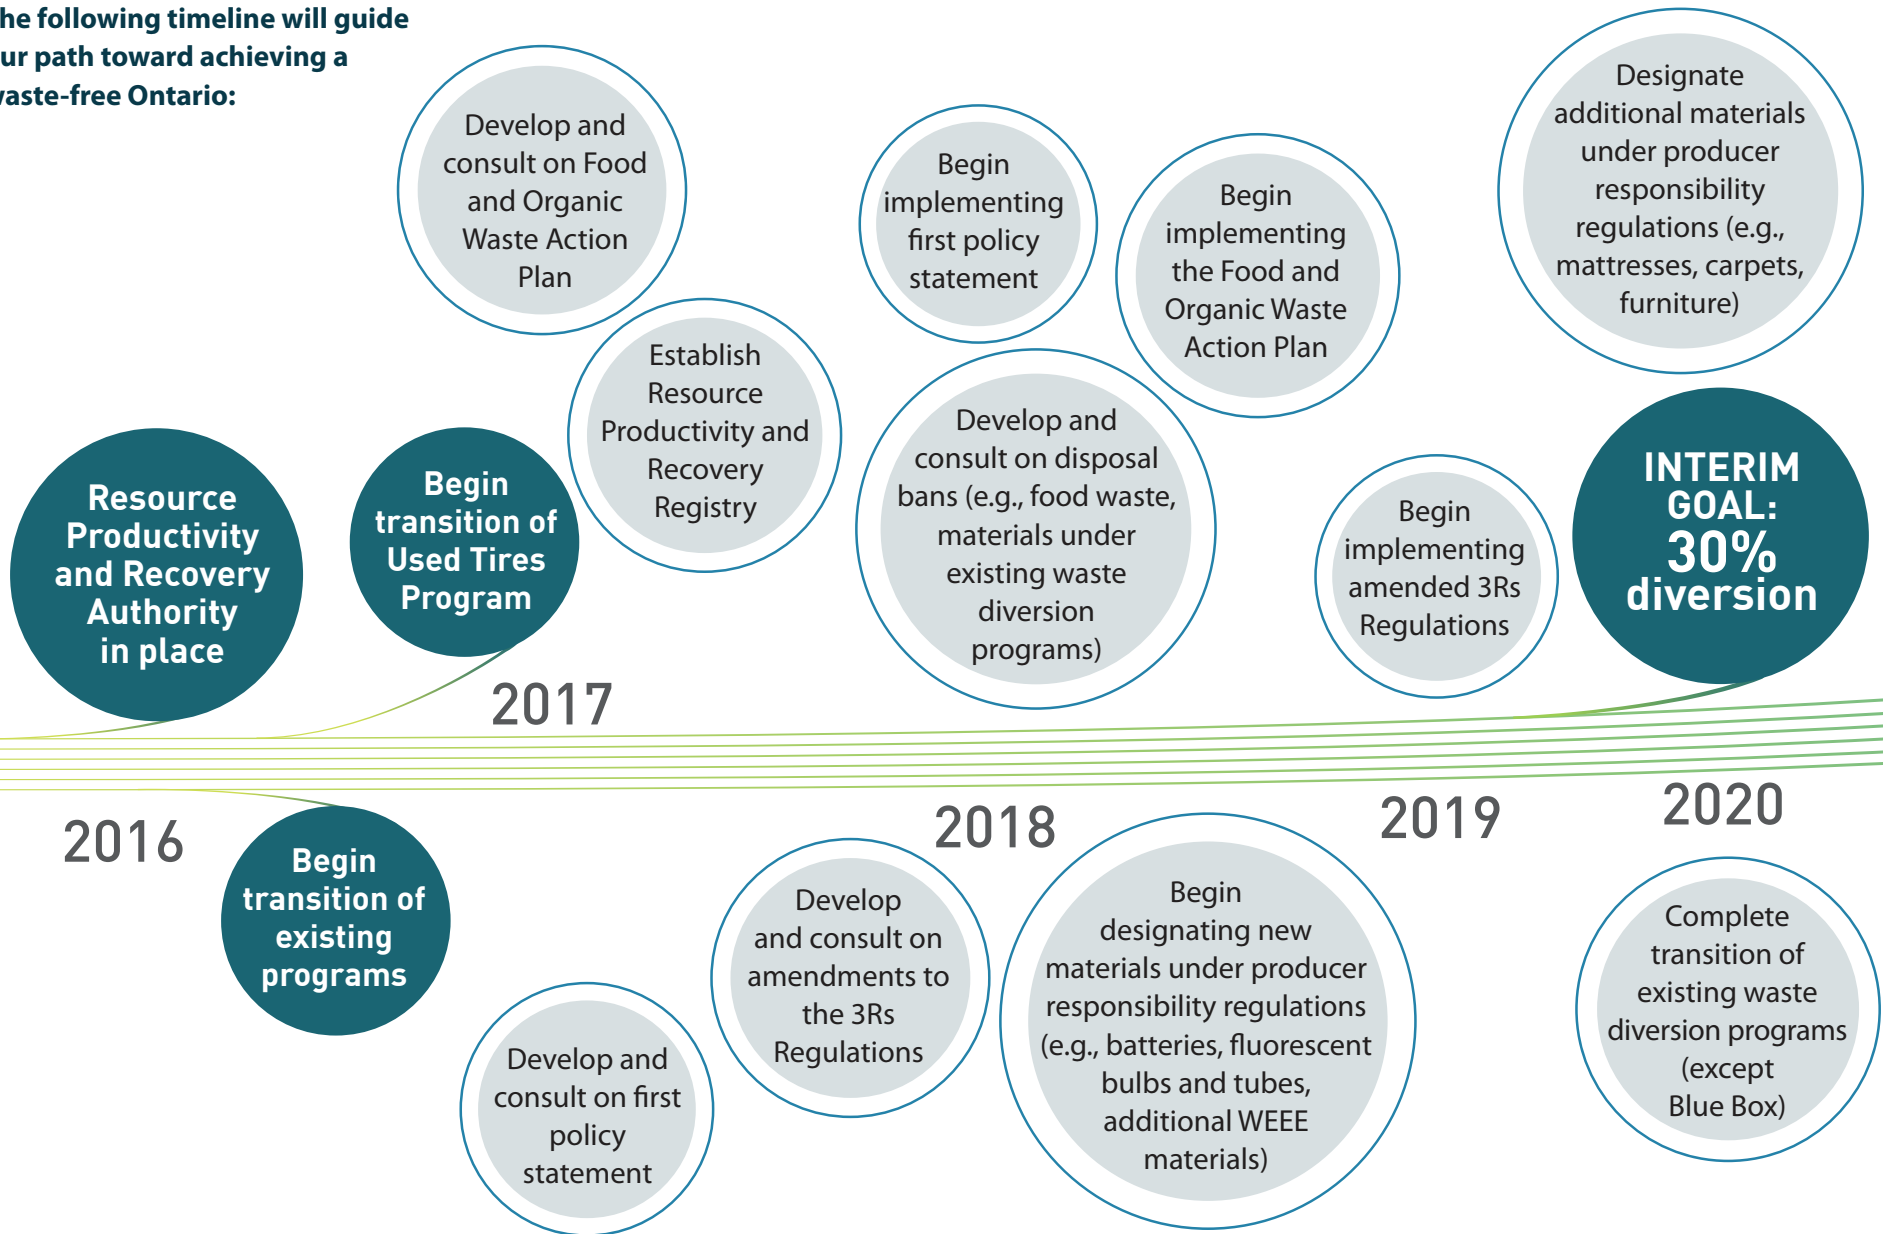 he following timeline will guide
ur path toward achieving a
waste-free Ontario:
Resource
Productivity
and Recovery
Authority
in place
2016
Begin
transition of
existing
programs
Begin
transition of
Used Tires
Program
2017
Develop and
consult on Food
and Organic
Waste Action
Plan
Establish
Resource
Productivity and
Recovery
Registry
Develop and
consult on first
policy
statement
Develop
and consult on
amendments to
the 3Rs
Regulations
2018
Begin
implementing
first policy
statement
Develop and
consult on disposal
bans (e.g., food waste,
materials under
existing waste
diversion
programs)
Begin
implementing
the Food and
Organic Waste
Action Plan
Begin
designating new
materials under producer
responsibility regulations
(e.g., batteries, fluorescent
bulbs and tubes,
additional WEEE
materials)
2019
Begin
implementing
amended 3Rs
Regulations
2020
Designate
additional materials
under producer
responsibility
regulations (e.g.,
mattresses, carpets,
furniture)
INTERIM
GOAL:
30%
diversion
Complete
transition of
existing waste
diversion programs
(except
Blue Box)